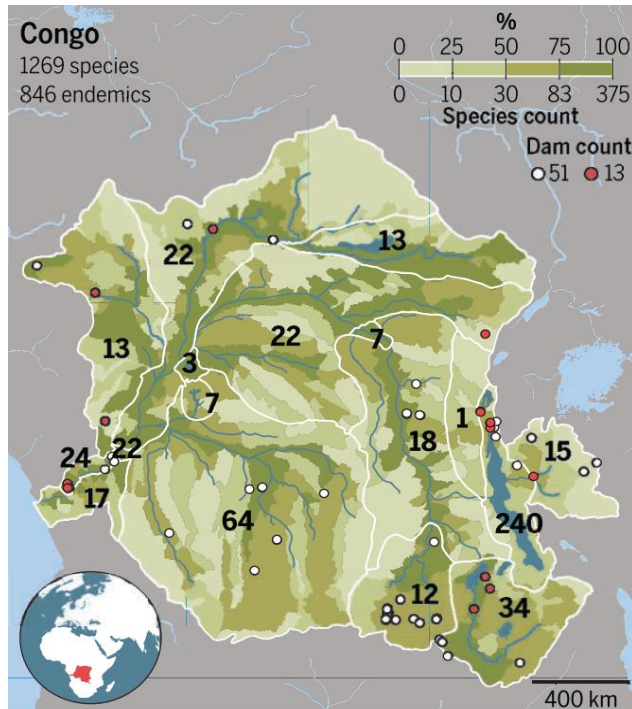 Congo
1269 species
846 endemics
%
0 25 50 75 100
0 10 30 83 375
Species count
Dam count
51 13
22
13
22
7
13
3
7
1
18
15
22
24
17
64
240
12
34
400 km